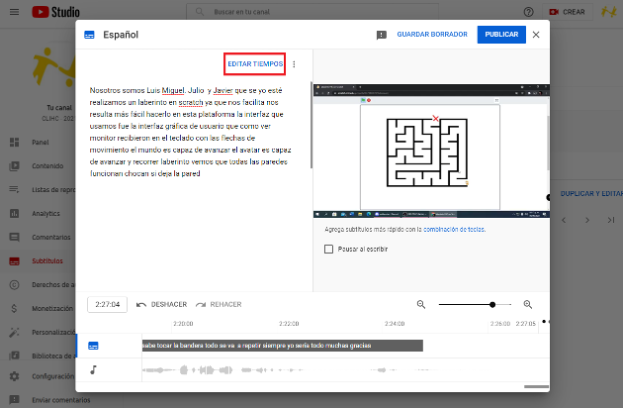 Studio
Buscar en tu canal
CREAR
Español
GUARDAR BORRADOR
PUBLICAR
EDITAR TIEMPOS
Nosotros somos Luis Miguel. Julio y Javier que se yo esté
realizamos un laberinto en scratch ya que nos facilita nos
resulta más fácil hacerlo en esta plataforma la interfaz que
usamos fue la interfaz gráfica de usuario que como ver
monitor recibieron en el teclado con las flechas de
movimiento el mundo es capaz de avanzar el avatar es capaz
de avanzar y recorrer laberinto vemos que todas las paredes
funcionan chocan si deja la pared
Agrega subtítulos más rápido con la combinación de teclas.
Pausar al escribir
Tu canal
Panel
Contenido
Listas de repro
Analytics
Comentarios
Subtítulos
Derechos de a
Monetización
Personalizació
Biblioteca de a
Configuración
Enviar comentarios
DUPLICAR Y EDITAR
2:27:04
DESHACER
REHACER
2:20:00
2:22:08
2:24:08
2:27:05
sabe tocar la bandera todo se va a repetir siempre yo sería todo muchas gracias